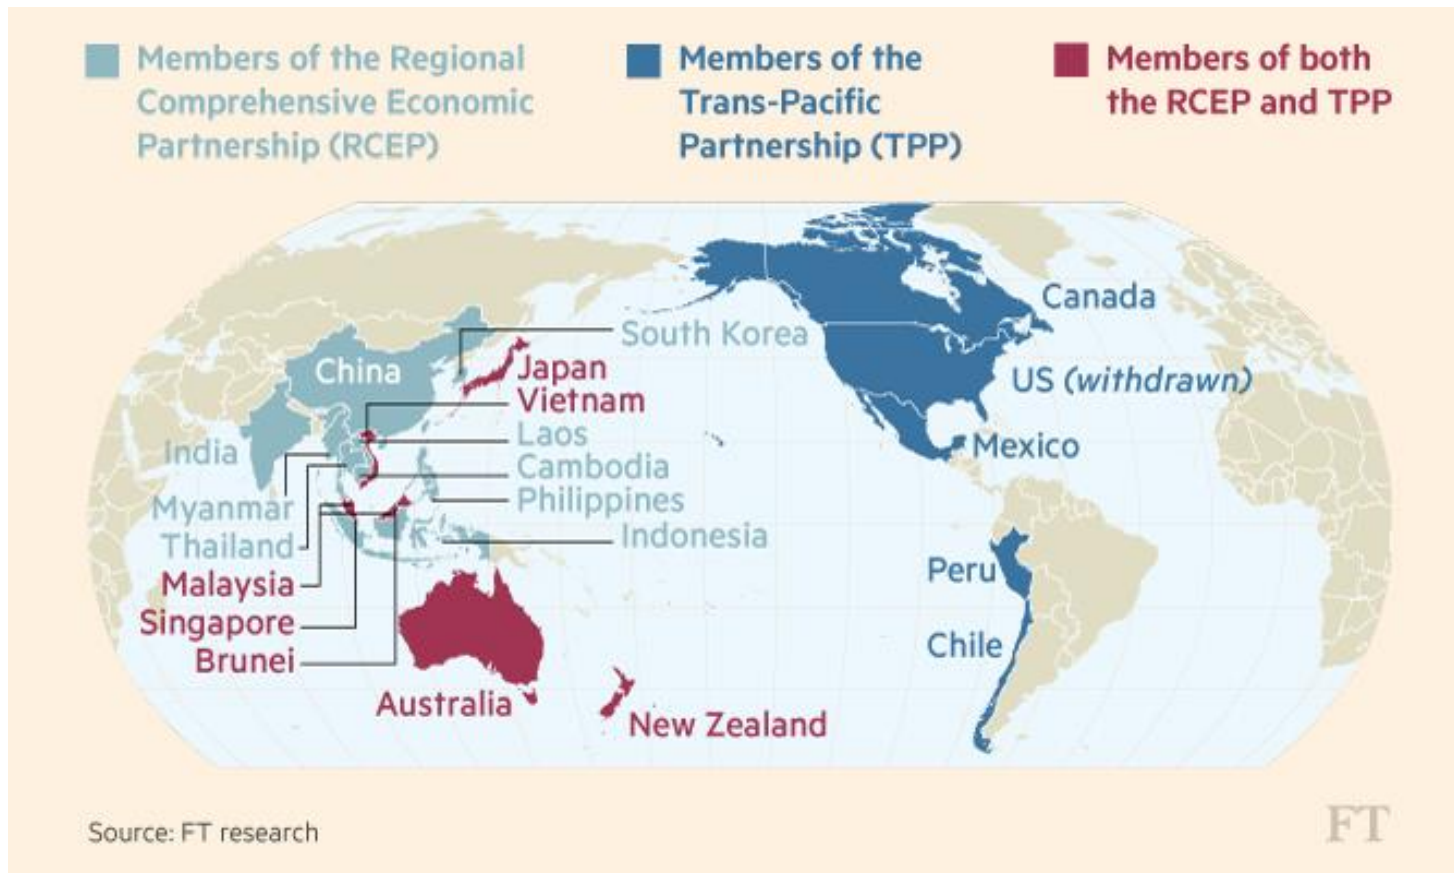 Members of the Regional
Comprehensive Economic
Partnership (RCEP)
Members of the
Trans-Pacific
Partnership (TPP)
Members of both
the RCEP and TPP
Canada
South Korea
China
Japan
US (withdrawn)
Vietnam
Laos
India
Mexico
Cambodia
Philippines
Myanmar
Indonesia
Thailand
Peru
Malaysia
Singapore
Chile
Brunei
Australia
New Zealand
Source: FT research
FT